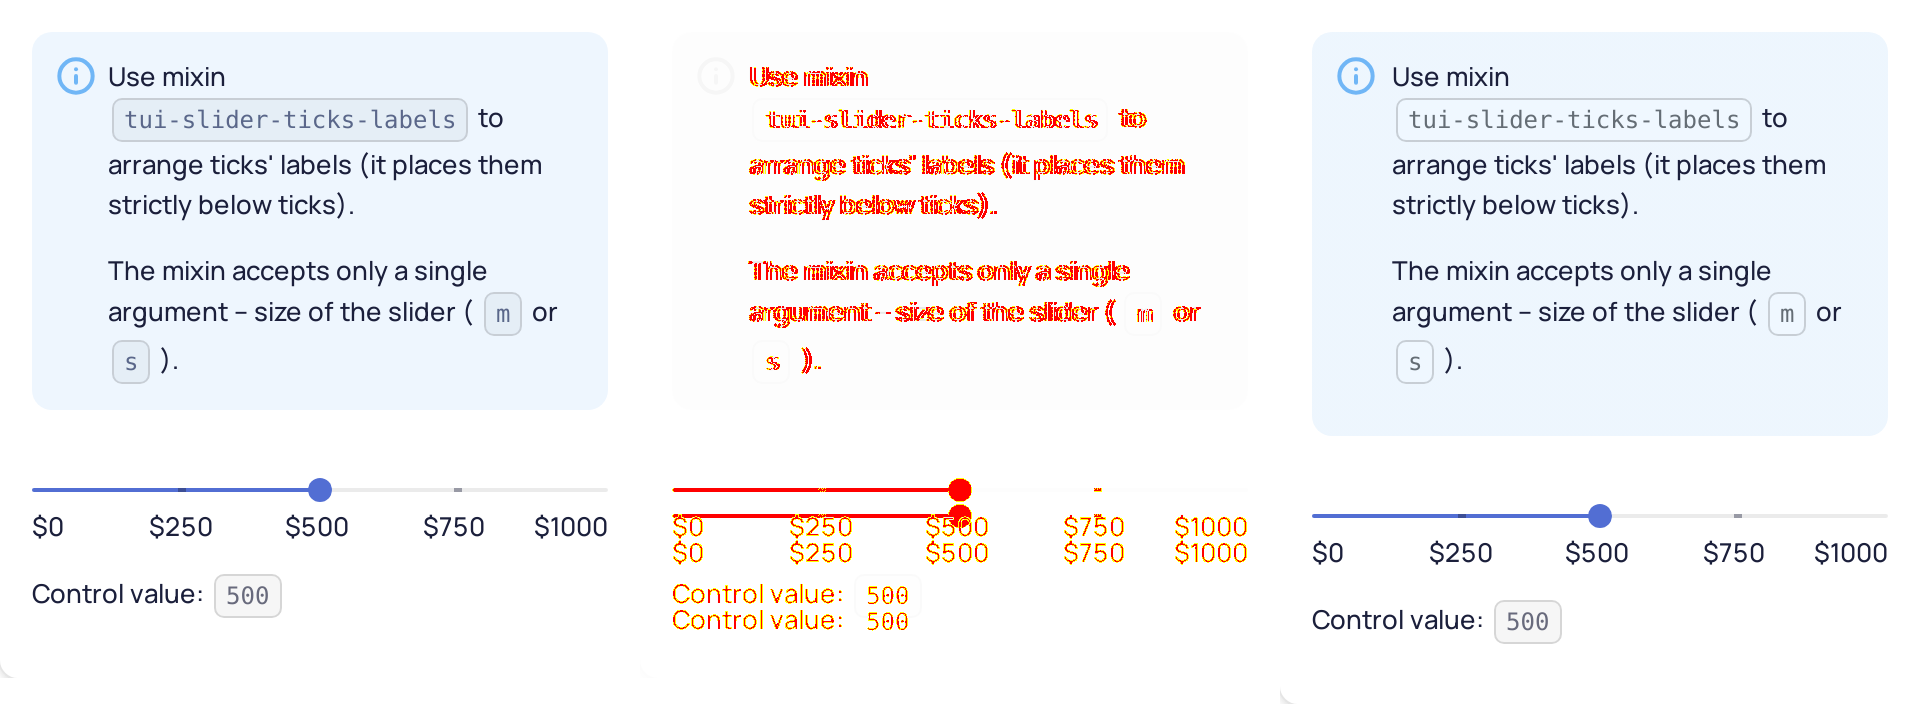 Use mixin
tui-slider-ticks-labels to
arrange ticks' labels (it places them
strictly below ticks).
The mixin accepts only a single
argument – size of the slider ( m or
s ).
$0 $250 $500 $750 $1000
Control value: 500
Use mixin
tui-slider-ticks-labels to
arrange ticks' labels (it places them
strictly below ticks).
The mixin accepts only a single
argument – size of the slider ( m or
s ).
$0 $250 $500 $750 $1000
$0 $250 $500 $750 $1000
Control value: 500
Control value: 500
Use mixin
tui-slider-ticks-labels to
arrange ticks' labels (it places them
strictly below ticks).
The mixin accepts only a single
argument – size of the slider ( m or
s ).
$0 $250 $500 $750 $1000
Control value: 500